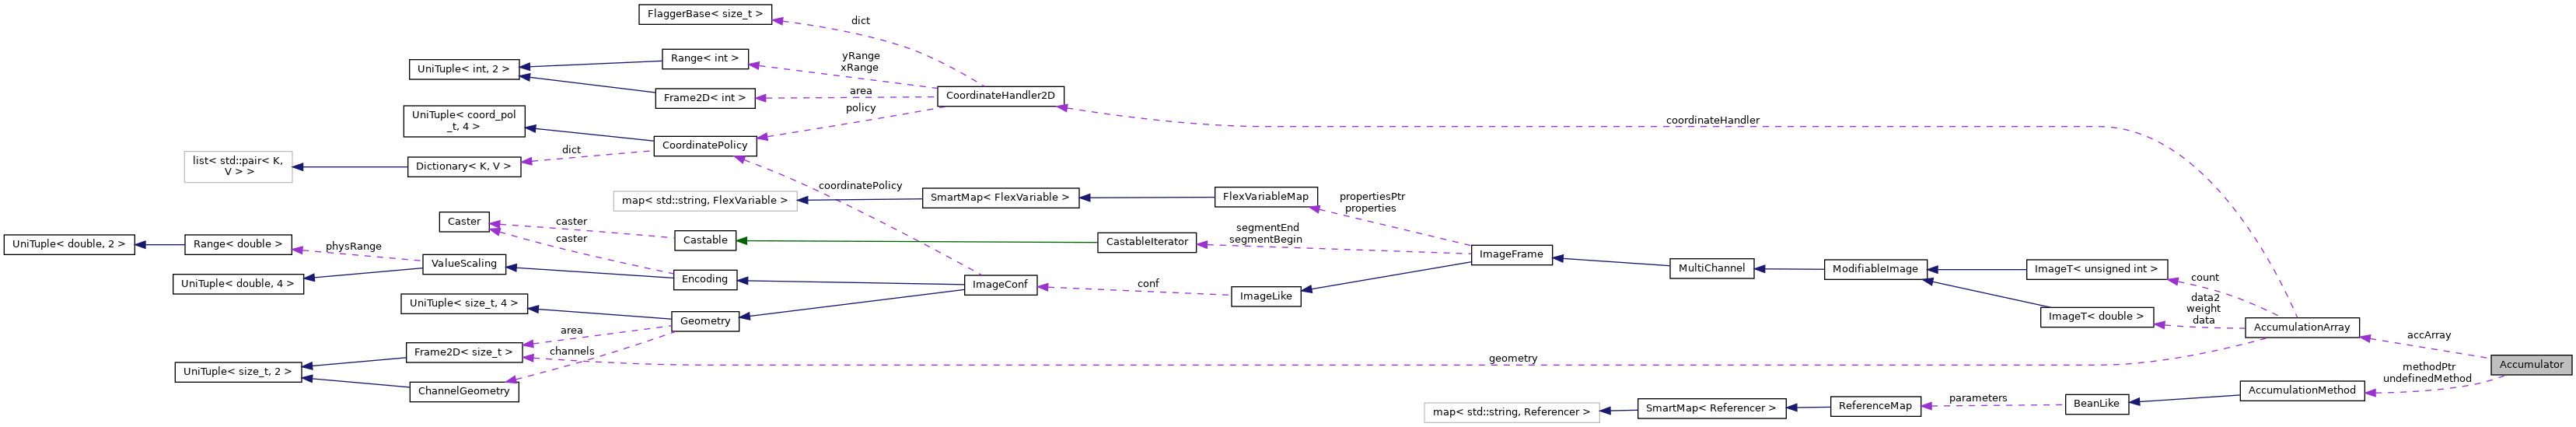 FlaggerBase< size_t >
dict
Range< int >
yRange
xRange
UniTuple< int, 2 >
Frame2D< int >
area
CoordinateHandler2D
policy
UniTuple< coord_pol
_t, 4 >
coordinateHandler
CoordinatePolicy
dict
list< std::pair< K,
V > >
Dictionary< K, V >
coordinatePolicy
map< std::string, FlexVariable >
SmartMap< FlexVariable >
FlexVariableMap
propertiesPtr
properties
Caster
caster
caster
Castable
CastableIterator
segmentEnd
segmentBegin
UniTuple< double, 2 >
Range< double >
physRange
ImageFrame
ValueScaling
MultiChannel
ModifiableImage
ImageT< unsigned int >
count
UniTuple< double, 4 >
Encoding
ImageConf
conf
ImageLike
data2
weight
data
UniTuple< size_t, 4 >
Geometry
ImageT< double >
AccumulationArray
area
channels
accArray
Frame2D< size_t >
geometry
UniTuple< size_t, 2 >
Accumulator
methodPtr
undefinedMethod
ChannelGeometry
AccumulationMethod
map< std::string, Referencer >
SmartMap< Referencer >
ReferenceMap
parameters
BeanLike